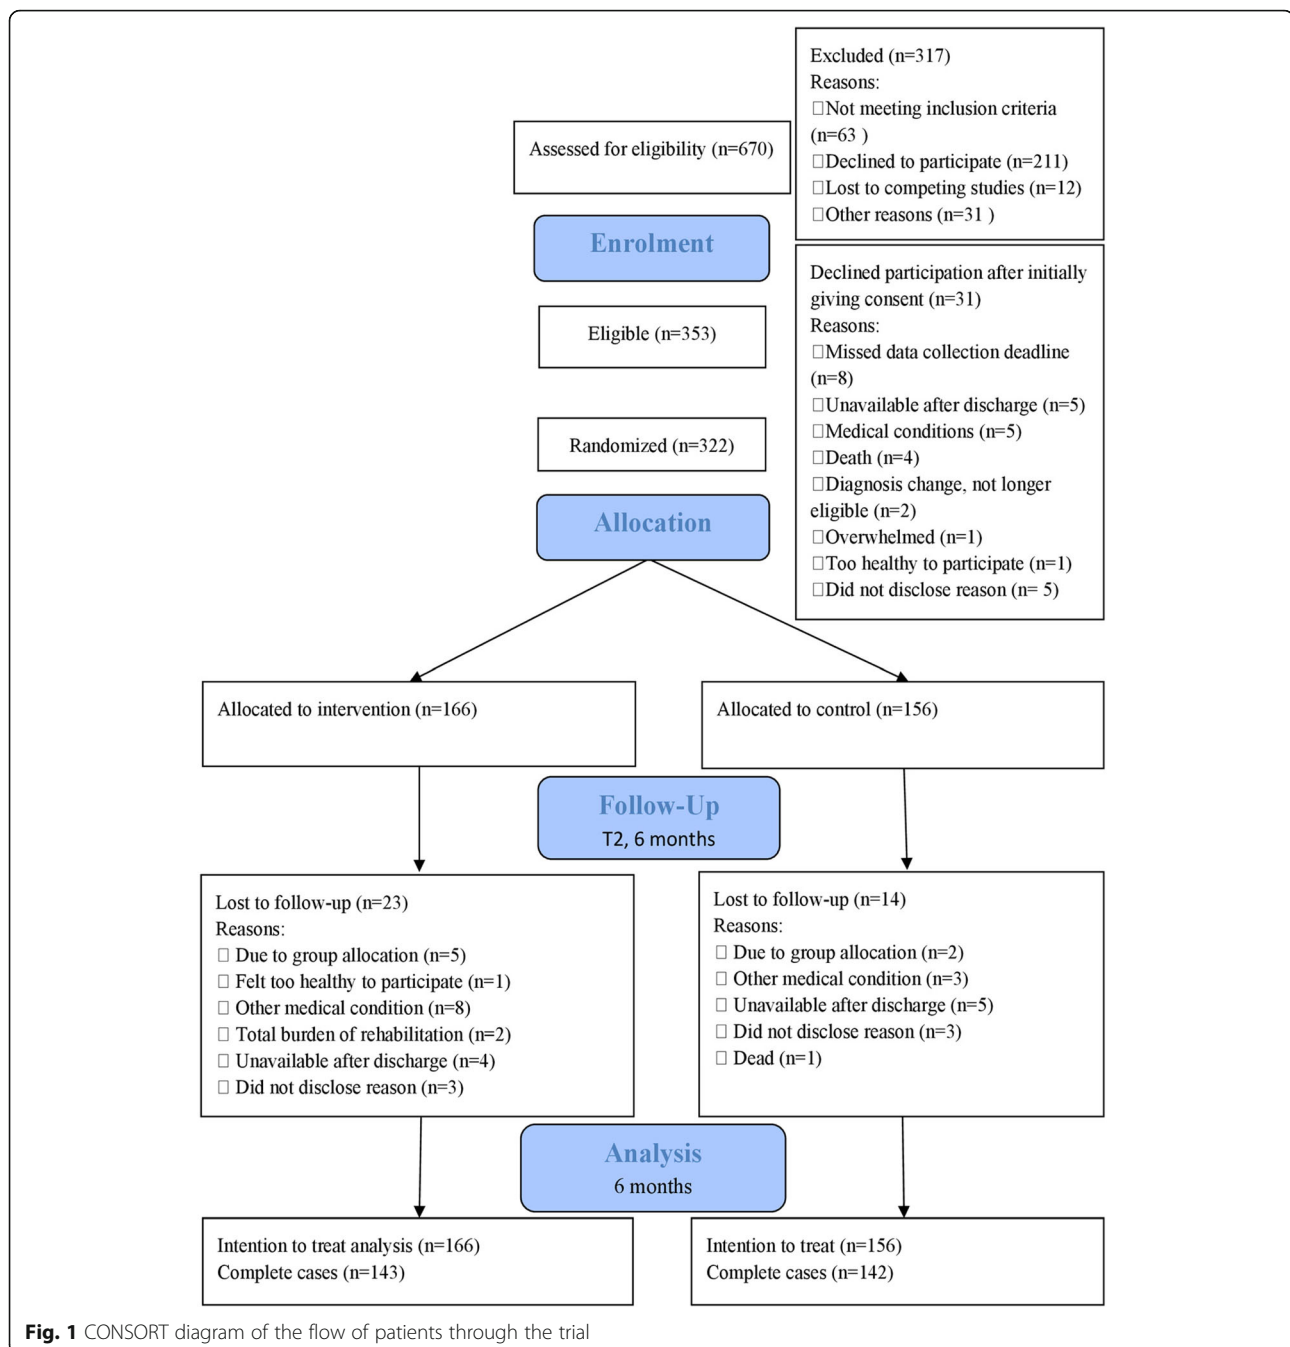 Assessed for eligibility (n=670)
Excluded (n=317)
Reasons:
□Not meeting inclusion criteria
(n=63 )
□Declined to participate (n=211)
□Lost to competing studies (n=12)
□Other reasons (n=31 )
Enrolment
Eligible (n=353)
Declined participation after initially
giving consent (n=31)
Reasons:
□Missed data collection deadline
(n=8)
□Unavailable after discharge (n=5)
□Medical conditions (n=5)
□Death (n=4)
□Diagnosis change, not longer
eligible (n=2)
□Overwhelmed (n=1)
□Too healthy to participate (n=1)
□Did not disclose reason (n= 5)
Randomized (n=322)
Allocation
Allocated to intervention (n=166)
Allocated to control (n=156)
Follow-Up
T2, 6 months
Lost to follow-up (n=23)
Reasons:
□ Due to group allocation (n=5)
□ Felt too healthy to participate (n=1)
□ Other medical condition (n=8)
□ Total burden of rehabilitation (n=2)
□ Unavailable after discharge (n=4)
□ Did not disclose reason (n=3)
Lost to follow-up (n=14)
Reasons:
□ Due to group allocation (n=2)
□ Other medical condition (n=3)
□ Unavailable after discharge (n=5)
□ Did not disclose reason (n=3)
□ Dead (n=1)
Analysis
6 months
Intention to treat analysis (n=166)
Complete cases (n=143)
Intention to treat (n=156)
Complete cases (n=142)
Fig. 1 CONSORT diagram of the flow of patients through the trial